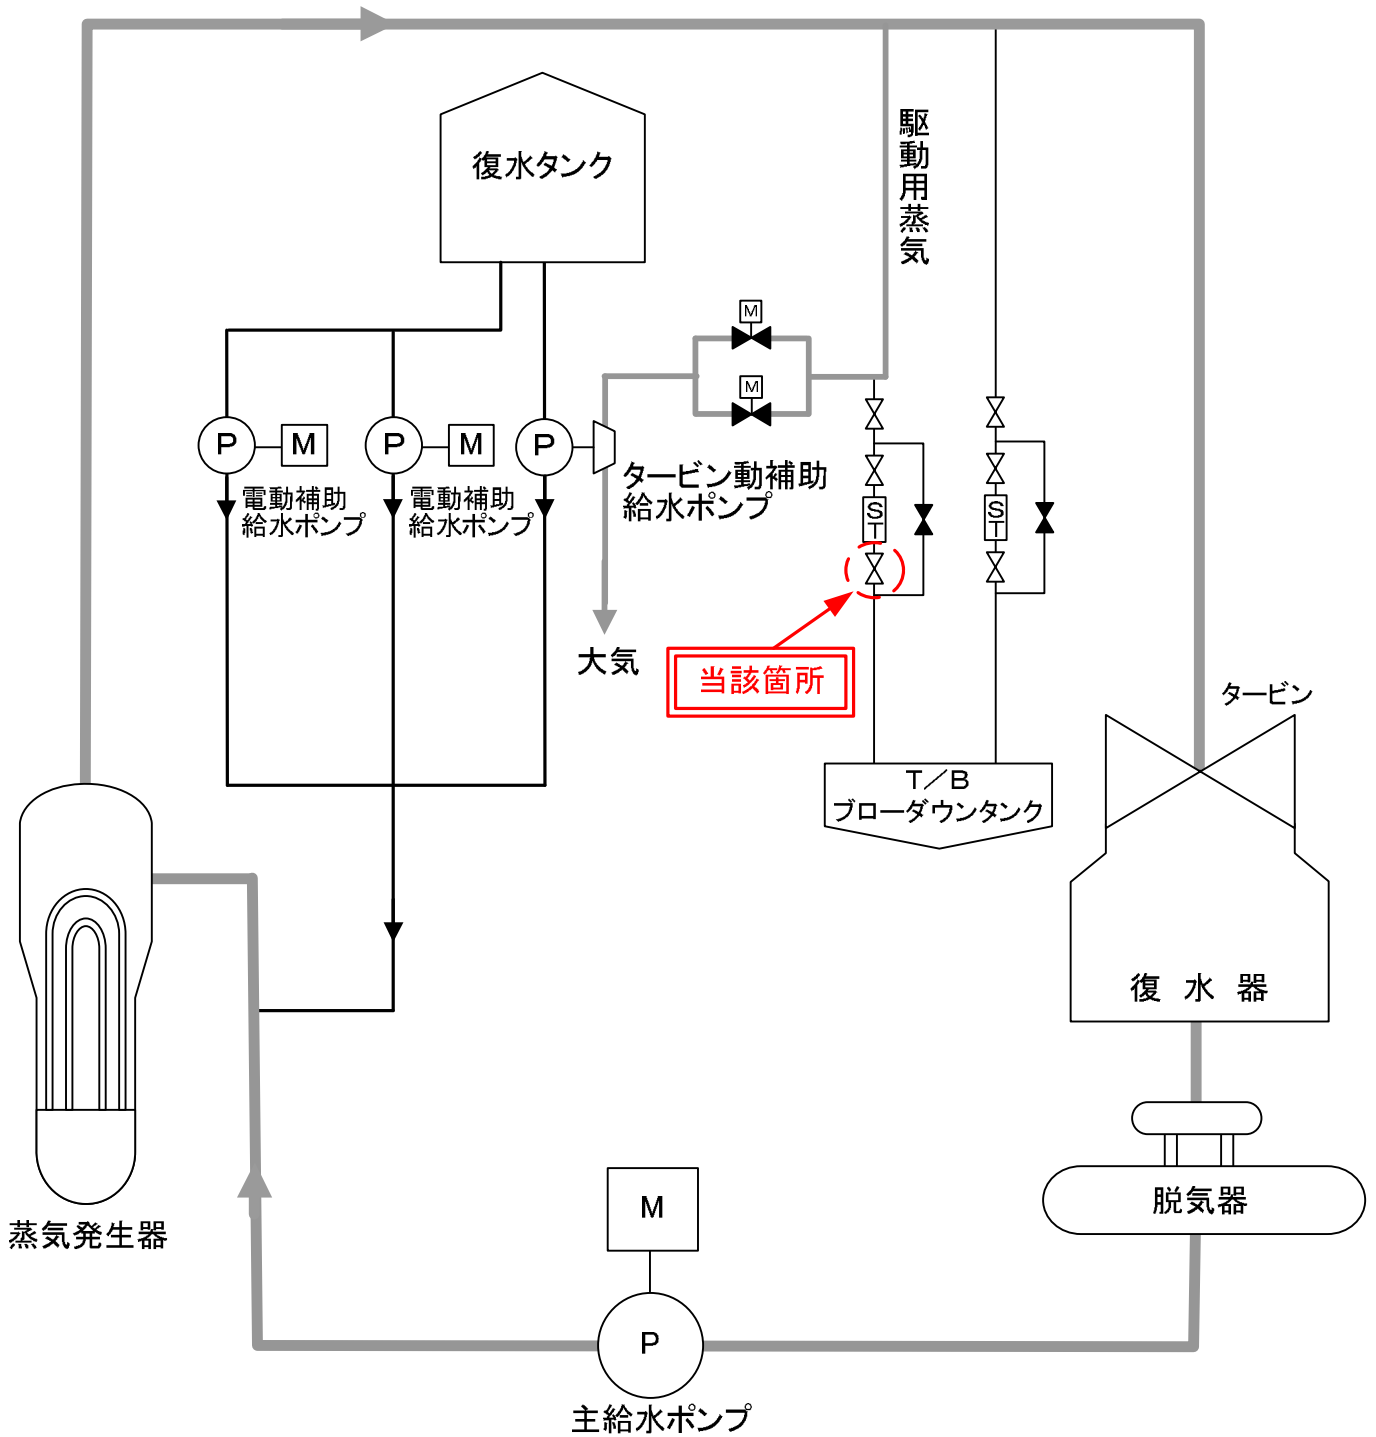 駆動用蒸気
復水タンク
M
M
P
M
P
M
P
電動補助
給水ポンプ
電動補助
給水ポンプ
タービン動補助
給水ポンプ
S
T
S
T
大気
当該箇所
タービン
T/B
ブローダウンタンク
復水器
脱気器
蒸気発生器
M
P
主給水ポンプ